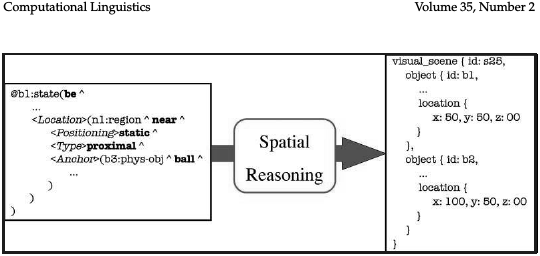 Computational Linguistics Volume 35, Number 2
@b1:state(be ^
...
<Location>(n1:region ^ near ^
<Positioning>static ^
<Type>proximal ^
<Anchor>(b3:phys-obj ^ ball ^
...
)
)
)
Spatial
Reasoning
visual_scene { id: s25,
object { id: b1,
...
location {
x: 50, y: 50, z: 00
}
},
object { id: b2,
...
location {
x: 100, y: 50, z: 00
}
}
}